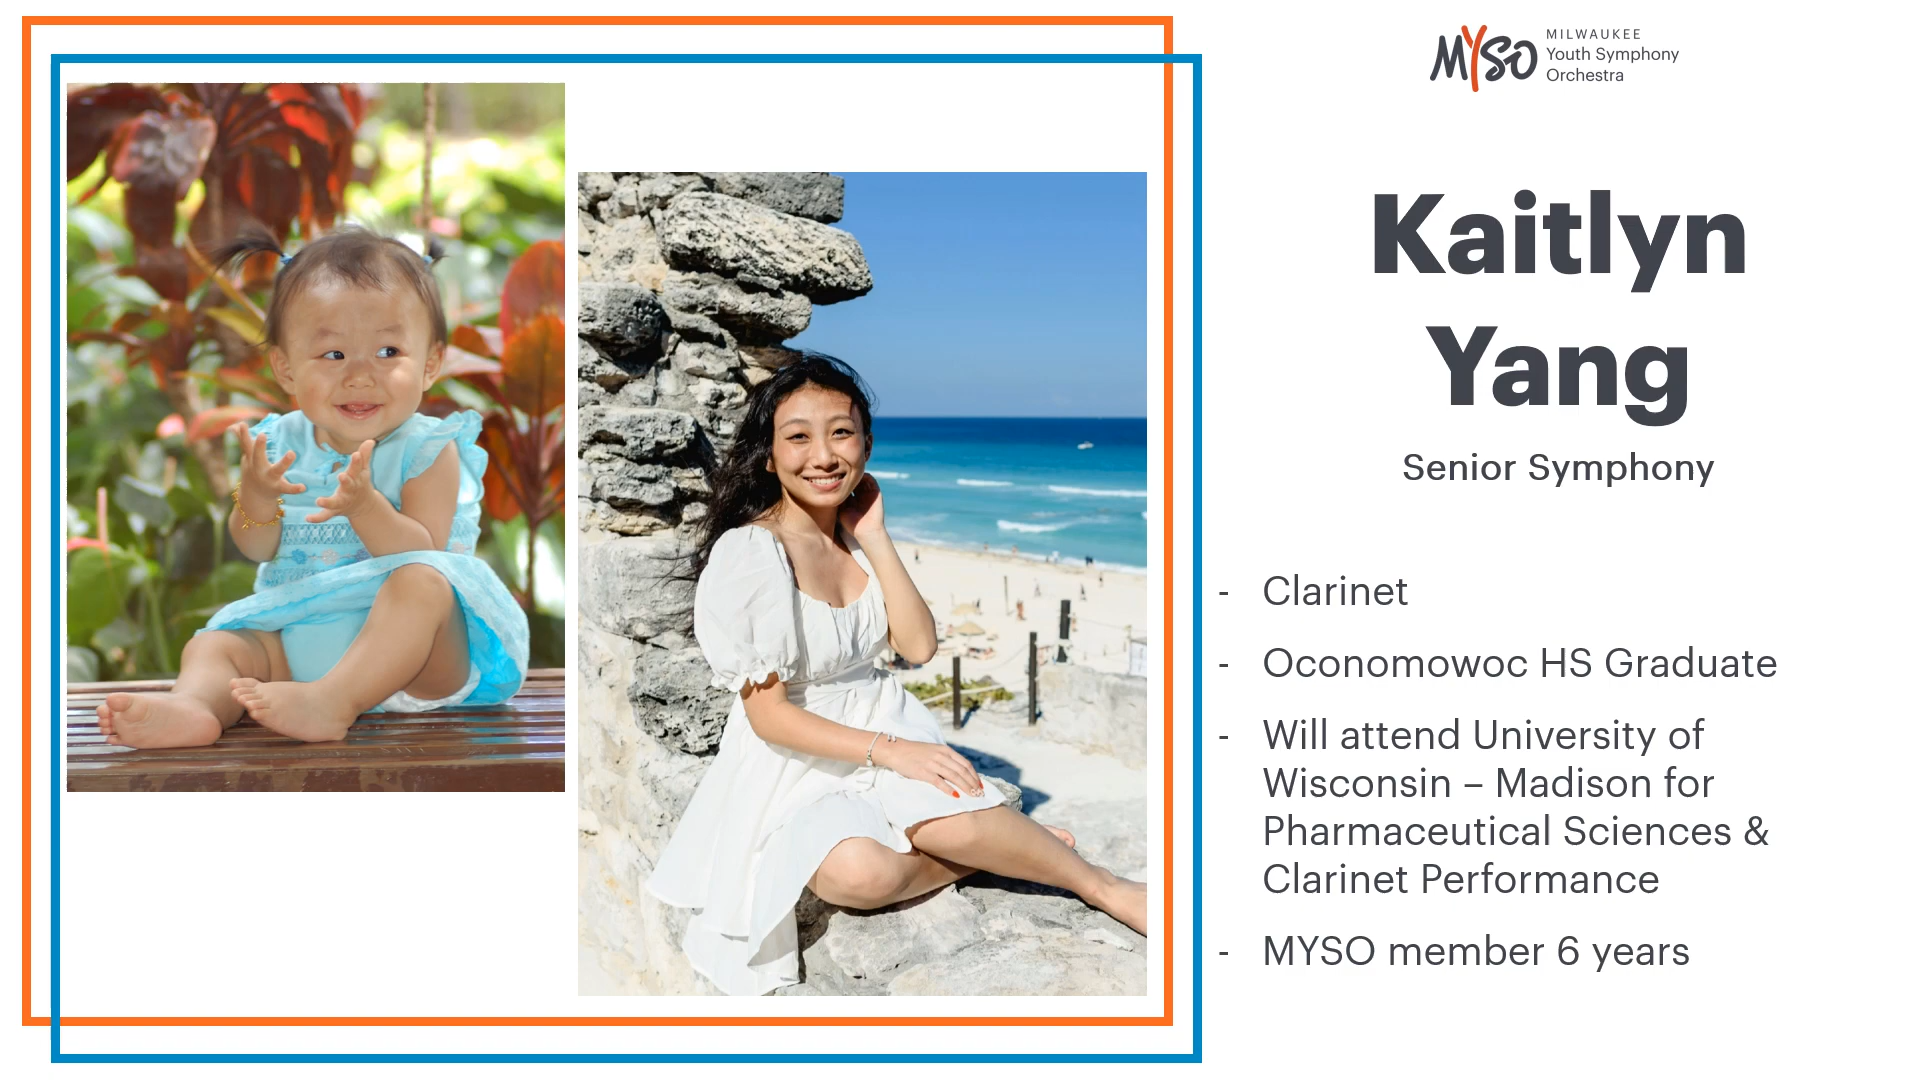 MYSO
MILWAUKEE
Youth Symphony
Orchestra
Kaitlyn
Yang
Senior Symphony
- Clarinet
- Oconomowoc HS Graduate
- Will attend University of
Wisconsin – Madison for
Pharmaceutical Sciences &
Clarinet Performance
- MYSO member 6 years